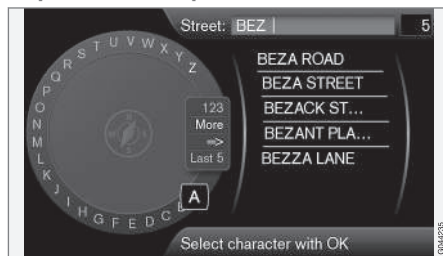 Street: BEZ | 5
BEZA ROAD
BEZA STREET
BEZACK ST...
BEZANT PLA...
BEZZA LANE
123
More
=>
Last 5
A B C D E F G H I J K L M N O P Q R S T U V W X Y Z
Select character with OK
G044235